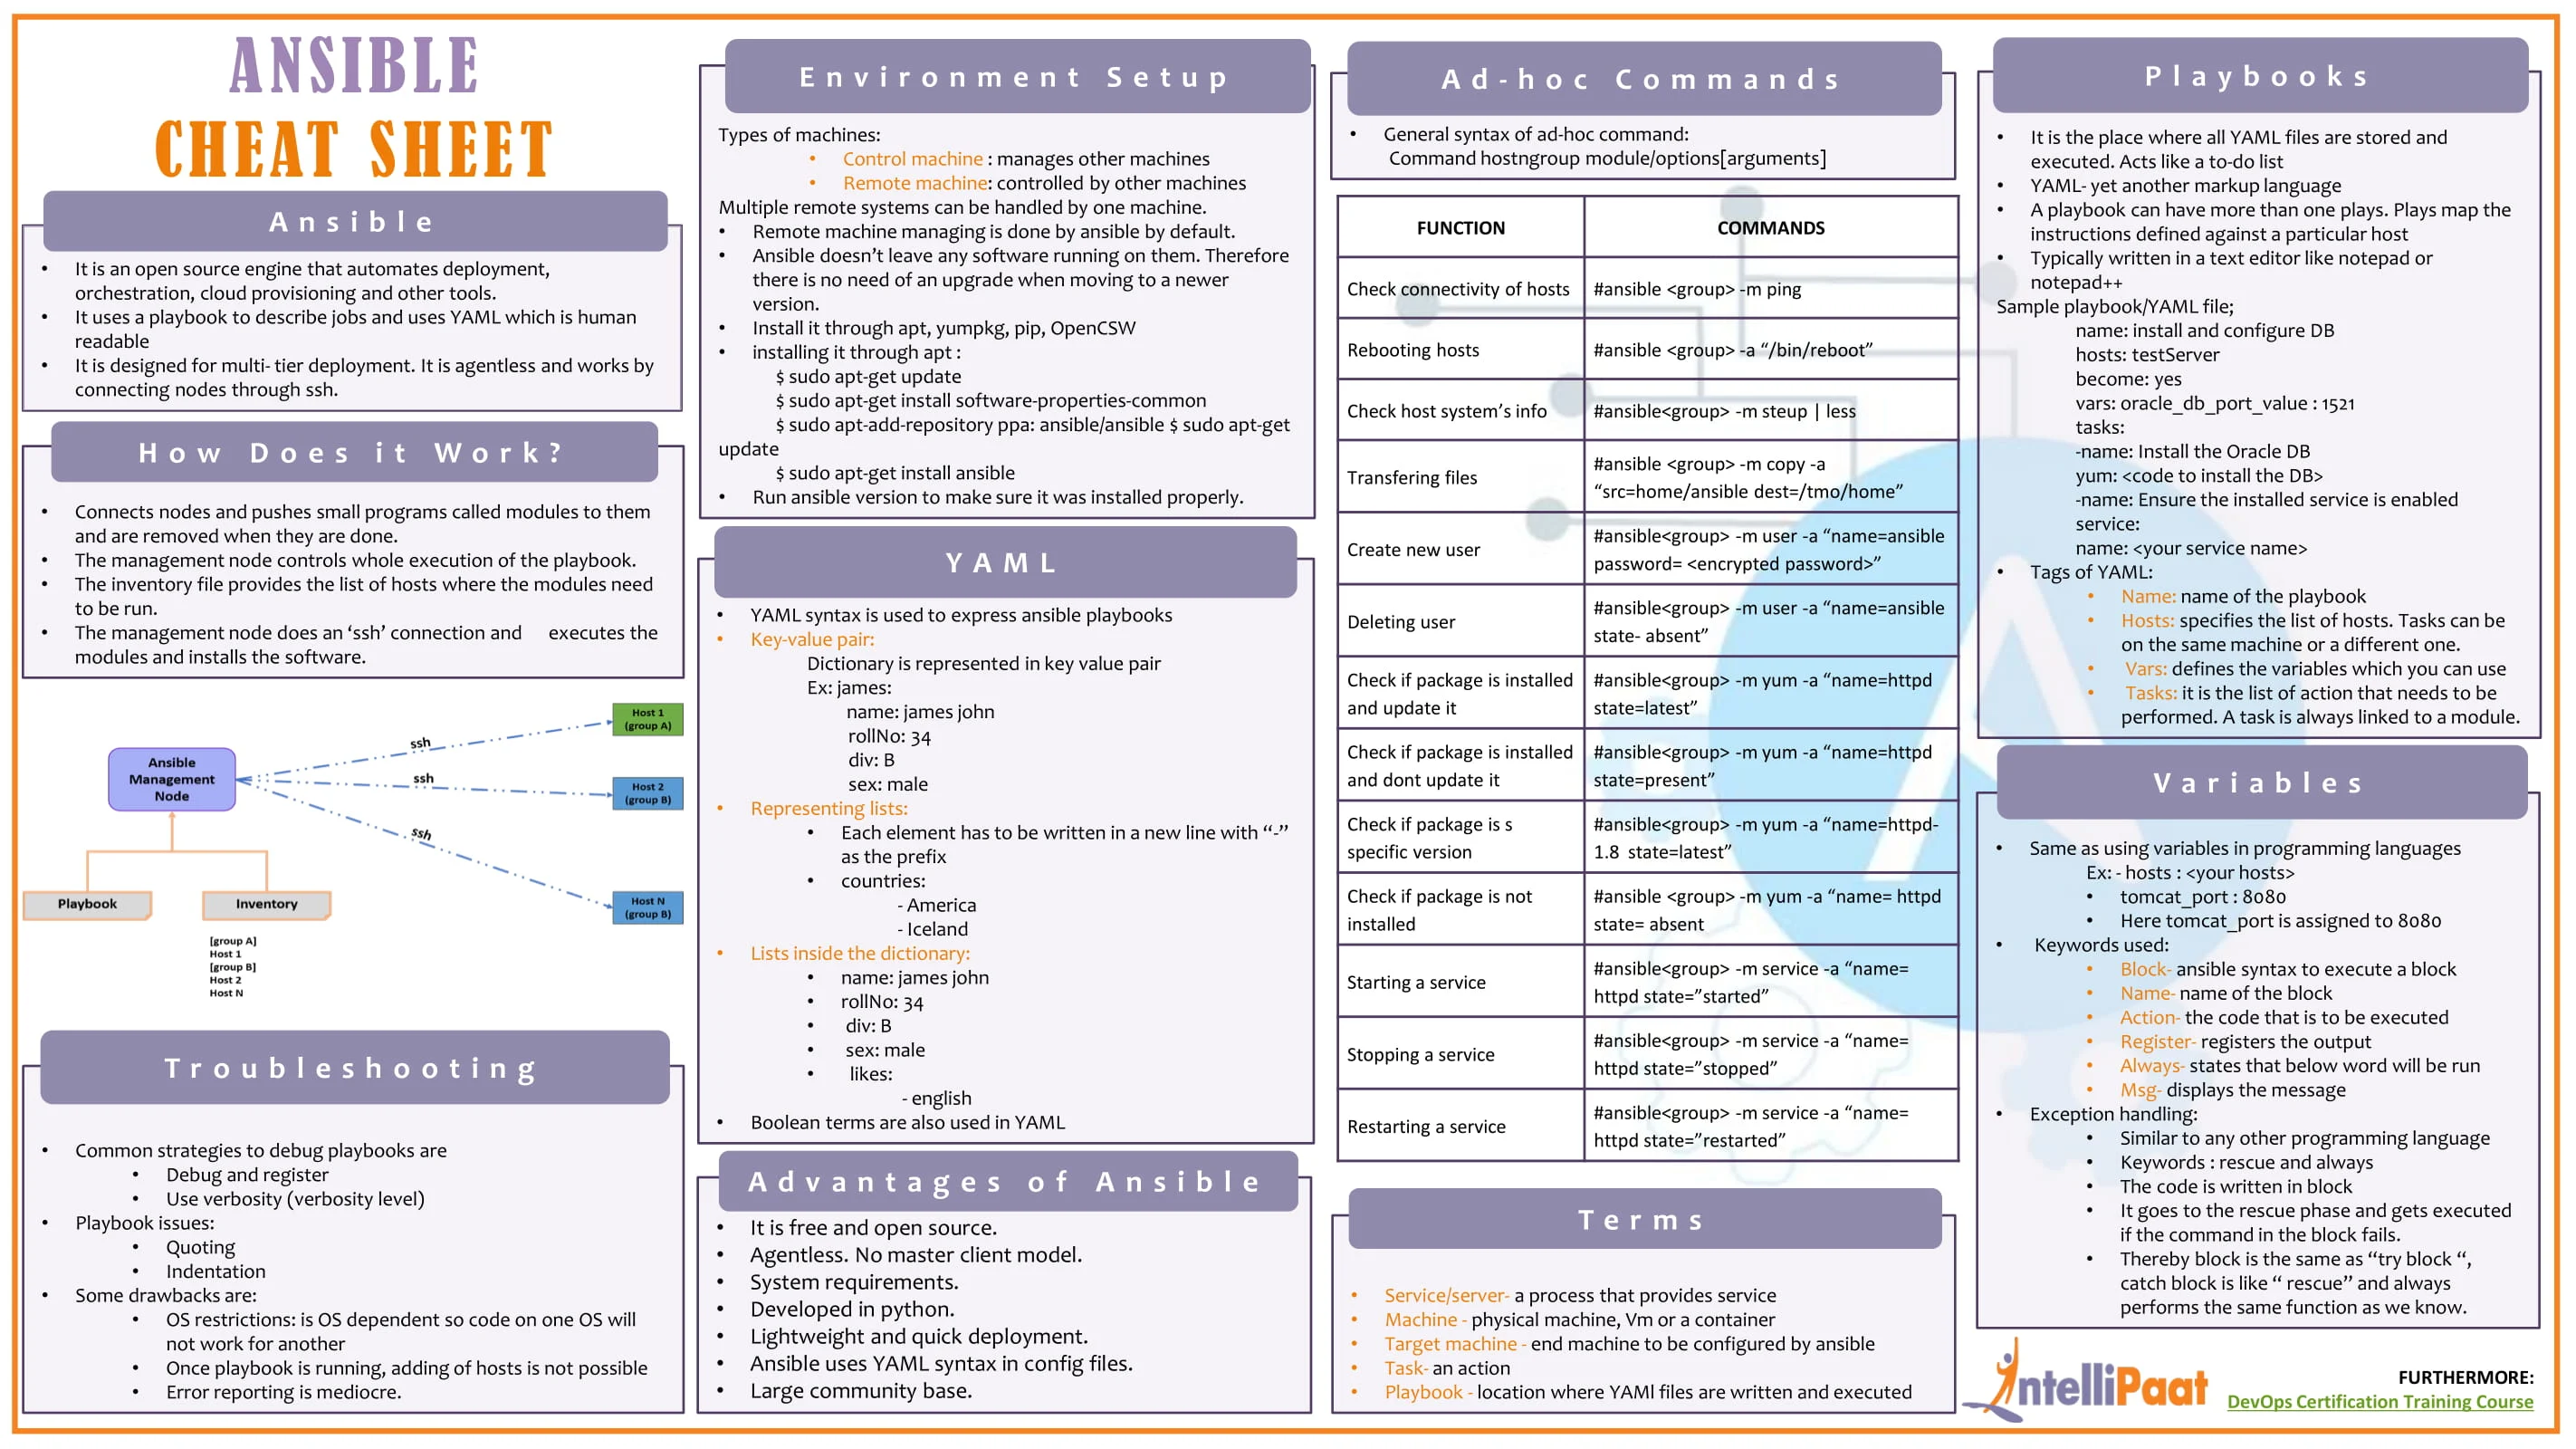 ANSIBLE
CHEAT SHEET
Ansible
• It is an open source engine that automates deployment,
orchestration, cloud provisioning and other tools.
• It uses a playbook to describe jobs and uses YAML which is human
readable
• It is designed for multi- tier deployment. It is agentless and works by
connecting nodes through ssh.
How Does it Work?
• Connects nodes and pushes small programs called modules to them
and are removed when they are done.
• The management node controls whole execution of the playbook.
• The inventory file provides the list of hosts where the modules need
to be run.
• The management node does an ‘ssh’ connection and executes the
modules and installs the software.
Host 1
(group A)
ssh
Ansible
Management
Node
ssh
Host 2
(group B)
ssh
Host N
(group B)
Playbook
Inventory
[group A]
Host 1
[group B]
Host 2
Host N
Troubleshooting
• Common strategies to debug playbooks are
• Debug and register
• Use verbosity (verbosity level)
• Playbook issues:
• Quoting
• Indentation
• Some drawbacks are:
• OS restrictions: is OS dependent so code on one OS will
not work for another
• Once playbook is running, adding of hosts is not possible
• Error reporting is mediocre.
Environment Setup
Types of machines:
• Control machine : manages other machines
• Remote machine: controlled by other machines
Multiple remote systems can be handled by one machine.
• Remote machine managing is done by ansible by default.
• Ansible doesn’t leave any software running on them. Therefore
there is no need of an upgrade when moving to a newer
version.
• Install it through apt, yumpkg, pip, OpenCSW
• installing it through apt :
$ sudo apt-get update
$ sudo apt-get install software-properties-common
$ sudo apt-add-repository ppa: ansible/ansible $ sudo apt-get
update
$ sudo apt-get install ansible
• Run ansible version to make sure it was installed properly.
YAML
• YAML syntax is used to express ansible playbooks
• Key-value pair:
Dictionary is represented in key value pair
Ex: james:
name: james john
rollNo: 34
div: B
sex: male
• Representing lists:
• Each element has to be written in a new line with “-”
as the prefix
• countries:
- America
- Iceland
• Lists inside the dictionary:
• name: james john
• rollNo: 34
• div: B
• sex: male
• likes:
- english
• Boolean terms are also used in YAML
Advantages of Ansible
• It is free and open source.
• Agentless. No master client model.
• System requirements.
• Developed in python.
• Lightweight and quick deployment.
• Ansible uses YAML syntax in config files.
• Large community base.
Ad-hoc Commands
• General syntax of ad-hoc command:
Command hostngroup module/options[arguments]
FUNCTION COMMANDS
Check connectivity of hosts #ansible <group> -m ping
Rebooting hosts #ansible <group> -a “/bin/reboot”
Check host system’s info #ansible<group> -m steup | less
Transfering files
#ansible <group> -m copy -a
“src=home/ansible dest=/tmo/home”
Create new user
#ansible<group> -m user -a “name=ansible
password= <encrypted password>”
Deleting user
#ansible<group> -m user -a “name=ansible
state- absent”
Check if package is installed
and update it
#ansible<group> -m yum -a “name=httpd
state=latest”
Check if package is installed
and dont update it
#ansible<group> -m yum -a “name=httpd
state=present”
Check if package is s
specific version
#ansible<group> -m yum -a “name=httpd-
1.8 state=latest”
Check if package is not
installed
#ansible <group> -m yum -a “name= httpd
state= absent
Starting a service
#ansible<group> -m service -a “name=
httpd state=”started”
Stopping a service
#ansible<group> -m service -a “name=
httpd state=”stopped”
Restarting a service
#ansible<group> -m service -a “name=
httpd state=”restarted”
Terms
• Service/server- a process that provides service
• Machine - physical machine, Vm or a container
• Target machine - end machine to be configured by ansible
• Task- an action
• Playbook - location where YAMl files are written and executed
Playbooks
• It is the place where all YAML files are stored and
executed. Acts like a to-do list
• YAML- yet another markup language
• A playbook can have more than one plays. Plays map the
instructions defined against a particular host
• Typically written in a text editor like notepad or
notepad++
Sample playbook/YAML file;
name: install and configure DB
hosts: testServer
become: yes
vars: oracle_db_port_value : 1521
tasks:
-name: Install the Oracle DB
yum: <code to install the DB>
-name: Ensure the installed service is enabled
service:
name: <your service name>
• Tags of YAML:
• Name: name of the playbook
• Hosts: specifies the list of hosts. Tasks can be
on the same machine or a different one.
• Vars: defines the variables which you can use
• Tasks: it is the list of action that needs to be
performed. A task is always linked to a module.
Variables
• Same as using variables in programming languages
Ex: - hosts : <your hosts>
• tomcat_port : 8080
• Here tomcat_port is assigned to 8080
• Keywords used:
• Block- ansible syntax to execute a block
• Name- name of the block
• Action- the code that is to be executed
• Register- registers the output
• Always- states that below word will be run
• Msg- displays the message
• Exception handling:
• Similar to any other programming language
• Keywords : rescue and always
• The code is written in block
• It goes to the rescue phase and gets executed
if the command in the block fails.
• Thereby block is the same as “try block “,
catch block is like “ rescue” and always
performs the same function as we know.
IntelliPaat
FURTHERMORE:
DevOps Certification Training Course